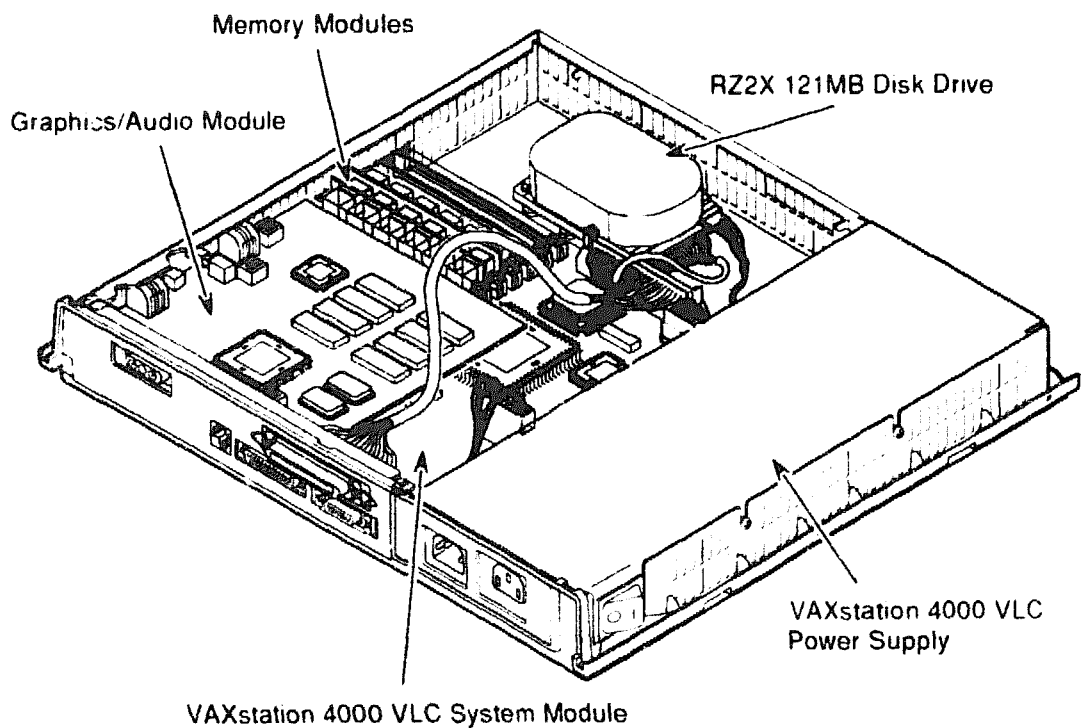 Memory Modules
RZ2X 121MB Disk Drive
Graphics/Audio Module
VAXstation 4000 VLC
Power Supply
VAXstation 4000 VLC System Module